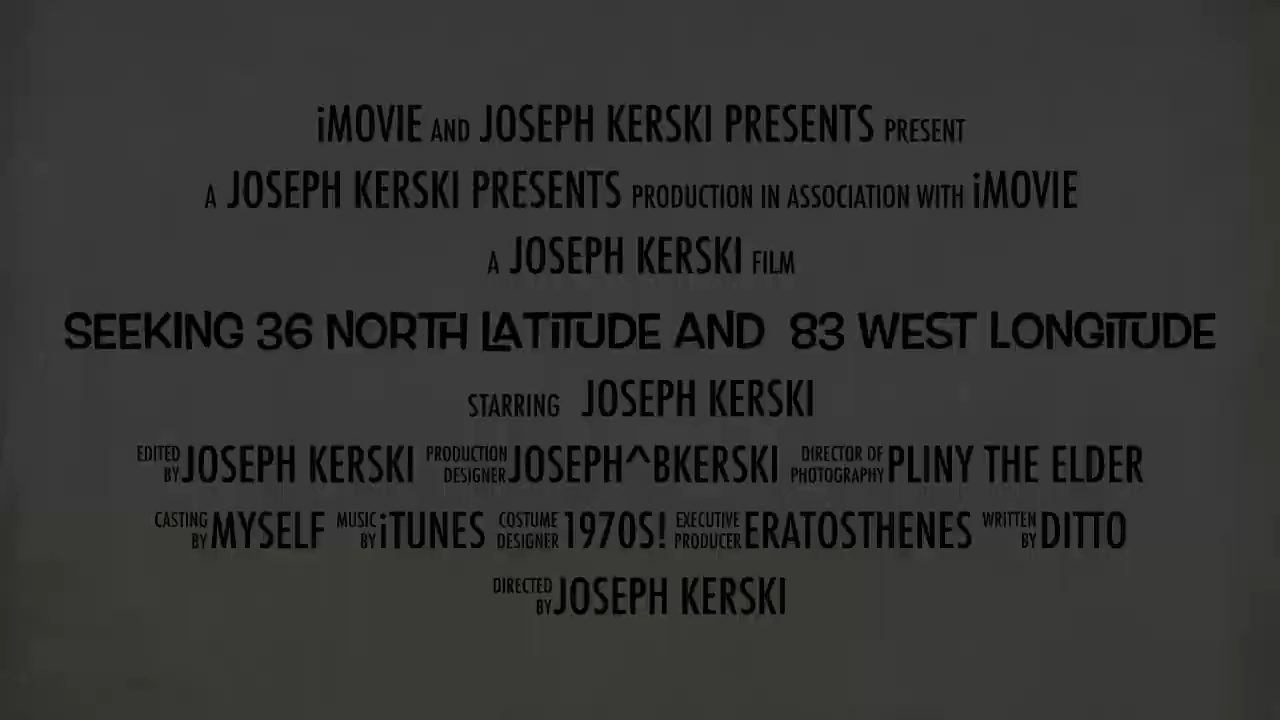 iMOVIE AND JOSEPH KERSKI PRESENTS PRESENT
A JOSEPH KERSKI PRESENTS PRODUCTION IN ASSOCIATION WITH iMOVIE
A JOSEPH KERSKI FILM
SEEKING 36 NORTH LATITUDE AND 83 WEST LONGITUDE
STARRING JOSEPH KERSKI
EDITED BY JOSEPH KERSKI PRODUCTION DESIGNER JOSEPH^BKERSKI DIRECTOR OF PHOTOGRAPHY PLINY THE ELDER
CASTING BY MYSELF MUSIC BY iTUNES COSTUME DESIGNER 1970S! EXECUTIVE PRODUCER ERATOSTHENES WRITTEN BY DITTO
DIRECTED BY JOSEPH KERSKI